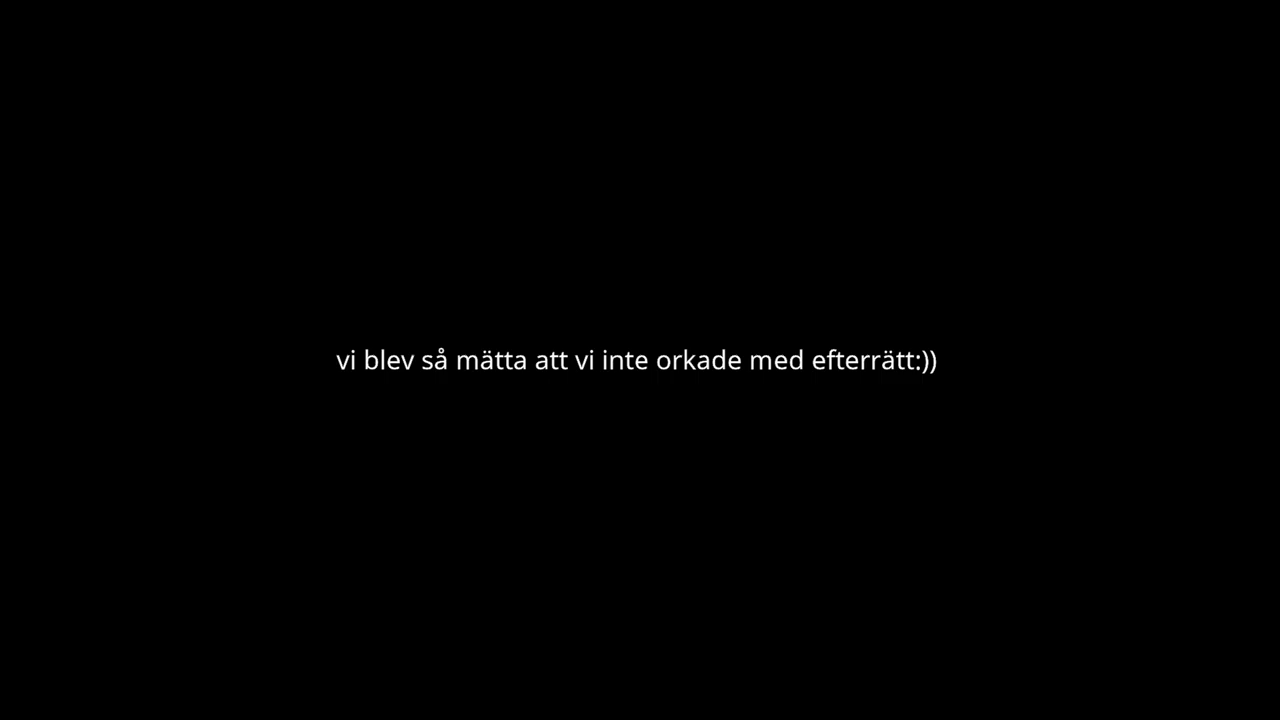 vi blev så mätta att vi inte orkade med efterrätt:))